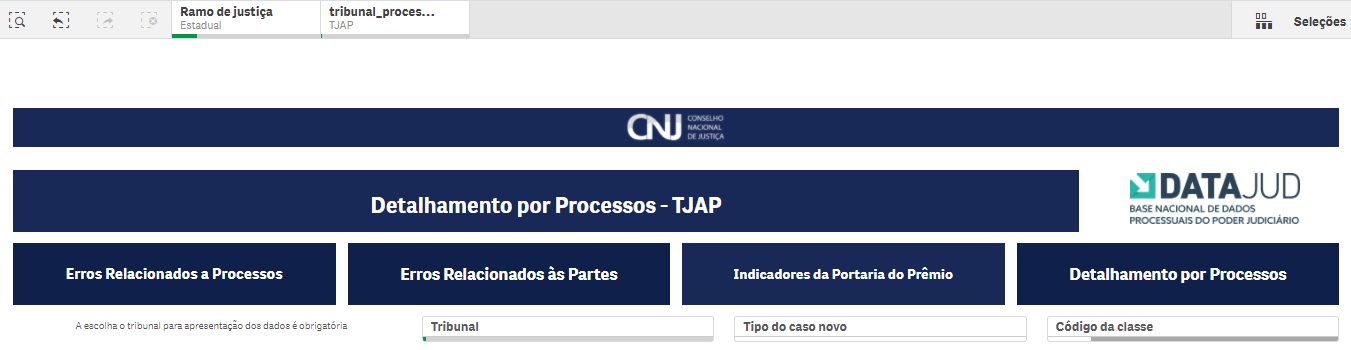 Ramo de justiça
Estadual
tribunal_proces...
TJAP
Seleções
CNJ CONSELHO
NACIONAL
DE JUSTIÇA
Detalhamento por Processos - TJAP
DATAJUD
BASE NACIONAL DE DADOS
PROCESSUAIS DO PODER JUDICIÁRIO
Erros Relacionados a Processos
Erros Relacionados às Partes
Indicadores da Portaria do Prêmio
Detalhamento por Processos
A escolha o tribunal para apresentação dos dados é obrigatória
Tribunal
Tipo do caso novo
Código da classe